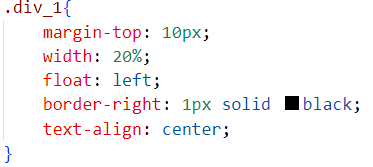 .div_1{
margin-top: 10px;
width: 20%;
float: left;
border-right: 1px solid black;
text-align: center;
}